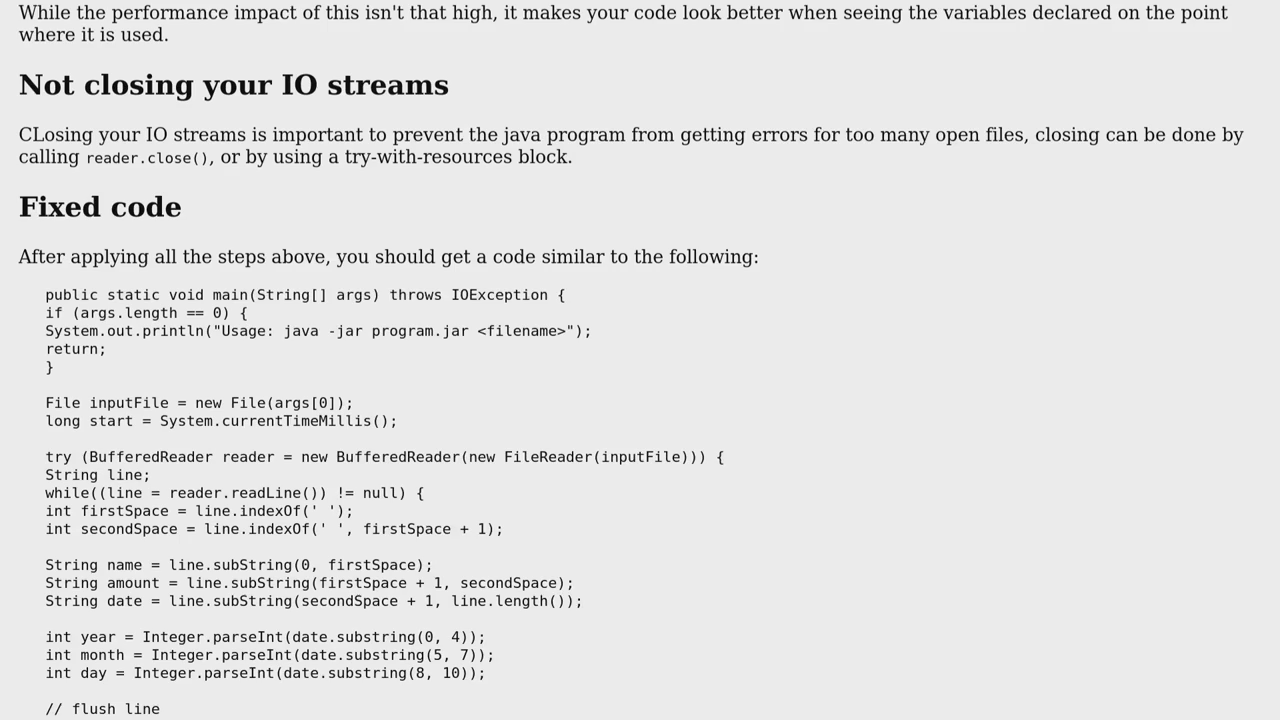 While the performance impact of this isn't that high, it makes your code look better when seeing the variables declared on the point
where it is used.
Not closing your IO streams
CLosing your IO streams is important to prevent the java program from getting errors for too many open files, closing can be done by
calling reader.close(), or by using a try-with-resources block.
Fixed code
After applying all the steps above, you should get a code similar to the following:
public static void main(String[] args) throws IOException {
if (args.length == 0) {
System.out.println("Usage: java -jar program.jar <filename>");
return;
}
File inputFile = new File(args[0]);
long start = System.currentTimeMillis();
try (BufferedReader reader = new BufferedReader(new FileReader(inputFile))) {
String line;
while((line = reader.readLine()) != null) {
int firstSpace = line.indexOf(' ');
int secondSpace = line.indexOf(' ', firstSpace + 1);
String name = line.subString(0, firstSpace);
String amount = line.subString(firstSpace + 1, secondSpace);
String date = line.subString(secondSpace + 1, line.length());
int year = Integer.parseInt(date.substring(0, 4));
int month = Integer.parseInt(date.substring(5, 7));
int day = Integer.parseInt(date.substring(8, 10));
// flush line